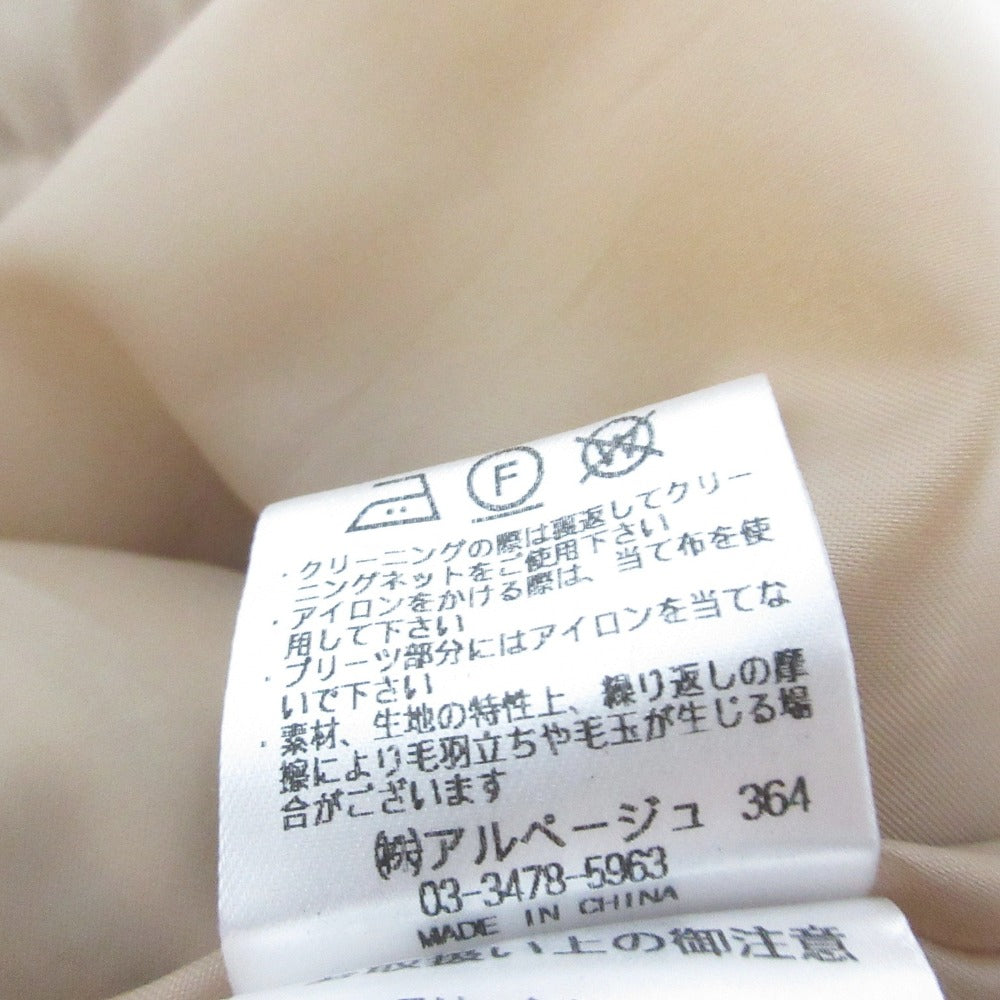 F W
・クリーニングの際は裏返してクリー
ニングネットをご使用下さい
アイロンをかける際は、当て布を使
用して下さい
・プリーツ部分にはアイロンを当てな
いで下さい
・素材、生地の特性上、繰り返しの摩
擦により毛羽立ちや毛玉が生じる場
合がございます
㈱アルページュ 364
03-3478-5963
MADE IN CHINA
取扱い上の御注意